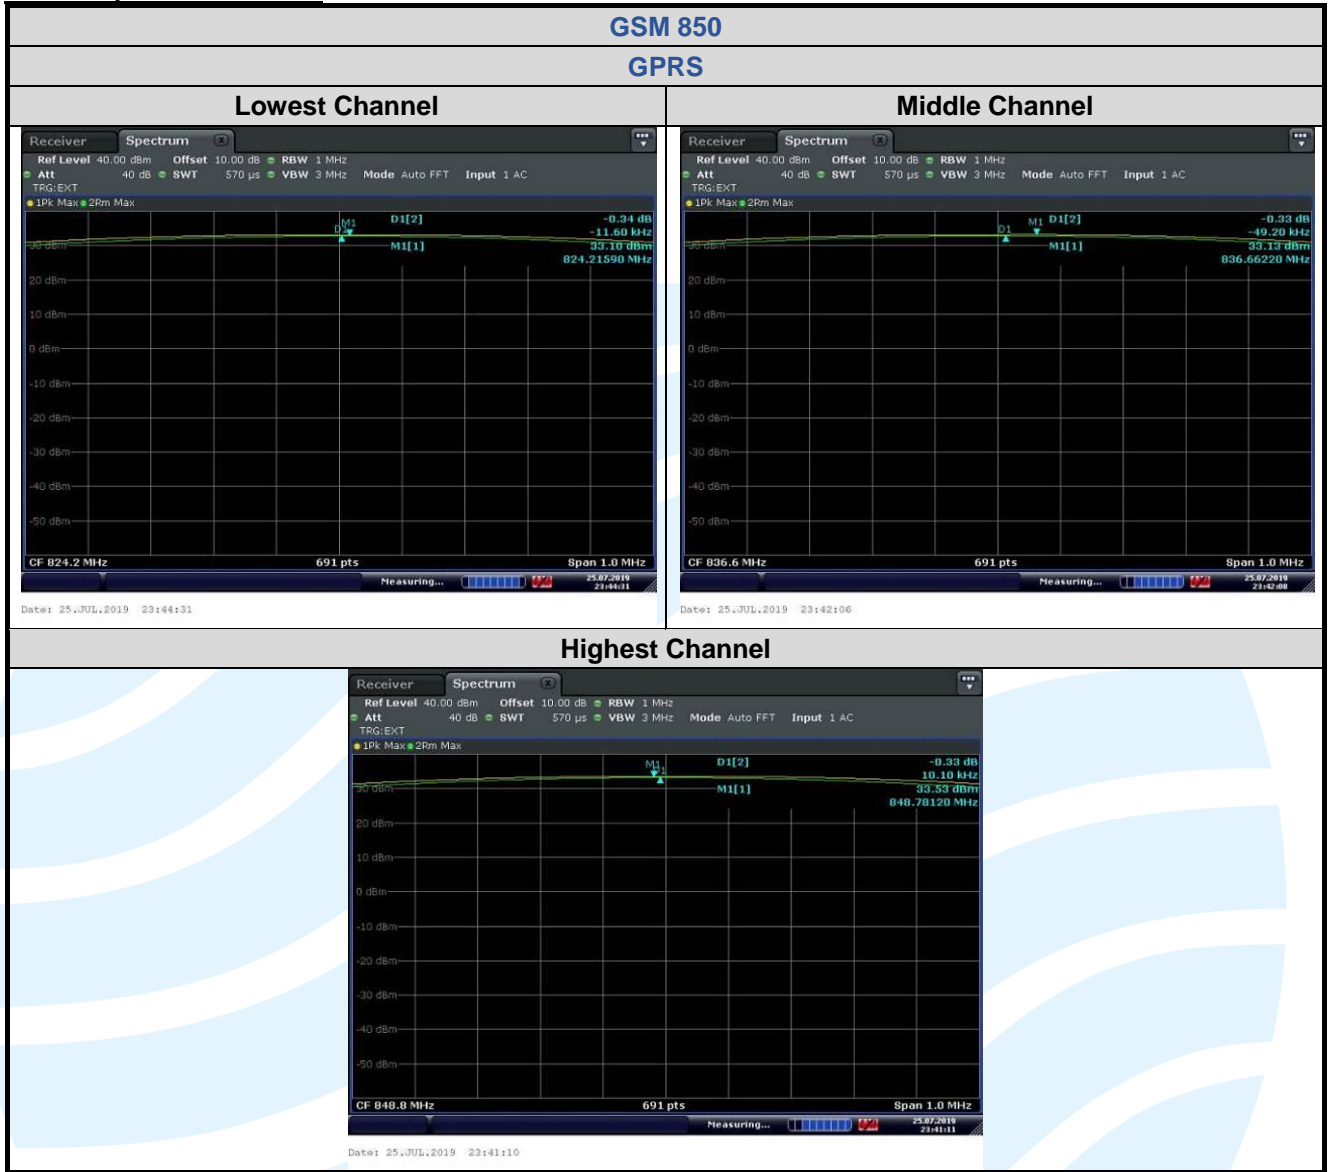 GSM 850
GPRS
Lowest Channel
Receiver Spectrum
Ref Level 40.00 dBm Offset 10.00 dB RBW 1 MHz
Att 40 dB SWT 570 µs VBW 3 MHz Mode Auto FFT Input 1 AC
TRG:EXT
1Pk Max 2Rm Max
M1 D1[2] -0.34 dB
-11.60 kHz
M1[1] 33.10 dBm
824.21590 MHz
30 dBm
20 dBm
10 dBm
0 dBm
-10 dBm
-20 dBm
-30 dBm
-40 dBm
-50 dBm
CF 824.2 MHz 691 pts Span 1.0 MHz
Measuring... 25.07.2019
23:44:31
Date: 25.JUL.2019 23:44:31
Middle Channel
Receiver Spectrum
Ref Level 40.00 dBm Offset 10.00 dB RBW 1 MHz
Att 40 dB SWT 570 µs VBW 3 MHz Mode Auto FFT Input 1 AC
TRG:EXT
1Pk Max 2Rm Max
M1 D1[2] -0.33 dB
D1 -49.20 kHz
M1[1] 33.13 dBm
836.66220 MHz
30 dBm
20 dBm
10 dBm
0 dBm
-10 dBm
-20 dBm
-30 dBm
-40 dBm
-50 dBm
CF 836.6 MHz 691 pts Span 1.0 MHz
Measuring... 25.07.2019
23:42:08
Date: 25.JUL.2019 23:42:06
Highest Channel
Receiver Spectrum
Ref Level 40.00 dBm Offset 10.00 dB RBW 1 MHz
Att 40 dB SWT 570 µs VBW 3 MHz Mode Auto FFT Input 1 AC
TRG:EXT
1Pk Max 2Rm Max
M1 D1[2] -0.33 dB
10.10 kHz
M1[1] 33.53 dBm
848.78120 MHz
30 dBm
20 dBm
10 dBm
0 dBm
-10 dBm
-20 dBm
-30 dBm
-40 dBm
-50 dBm
CF 848.8 MHz 691 pts Span 1.0 MHz
Measuring... 25.07.2019
23:41:11
Date: 25.JUL.2019 23:41:10